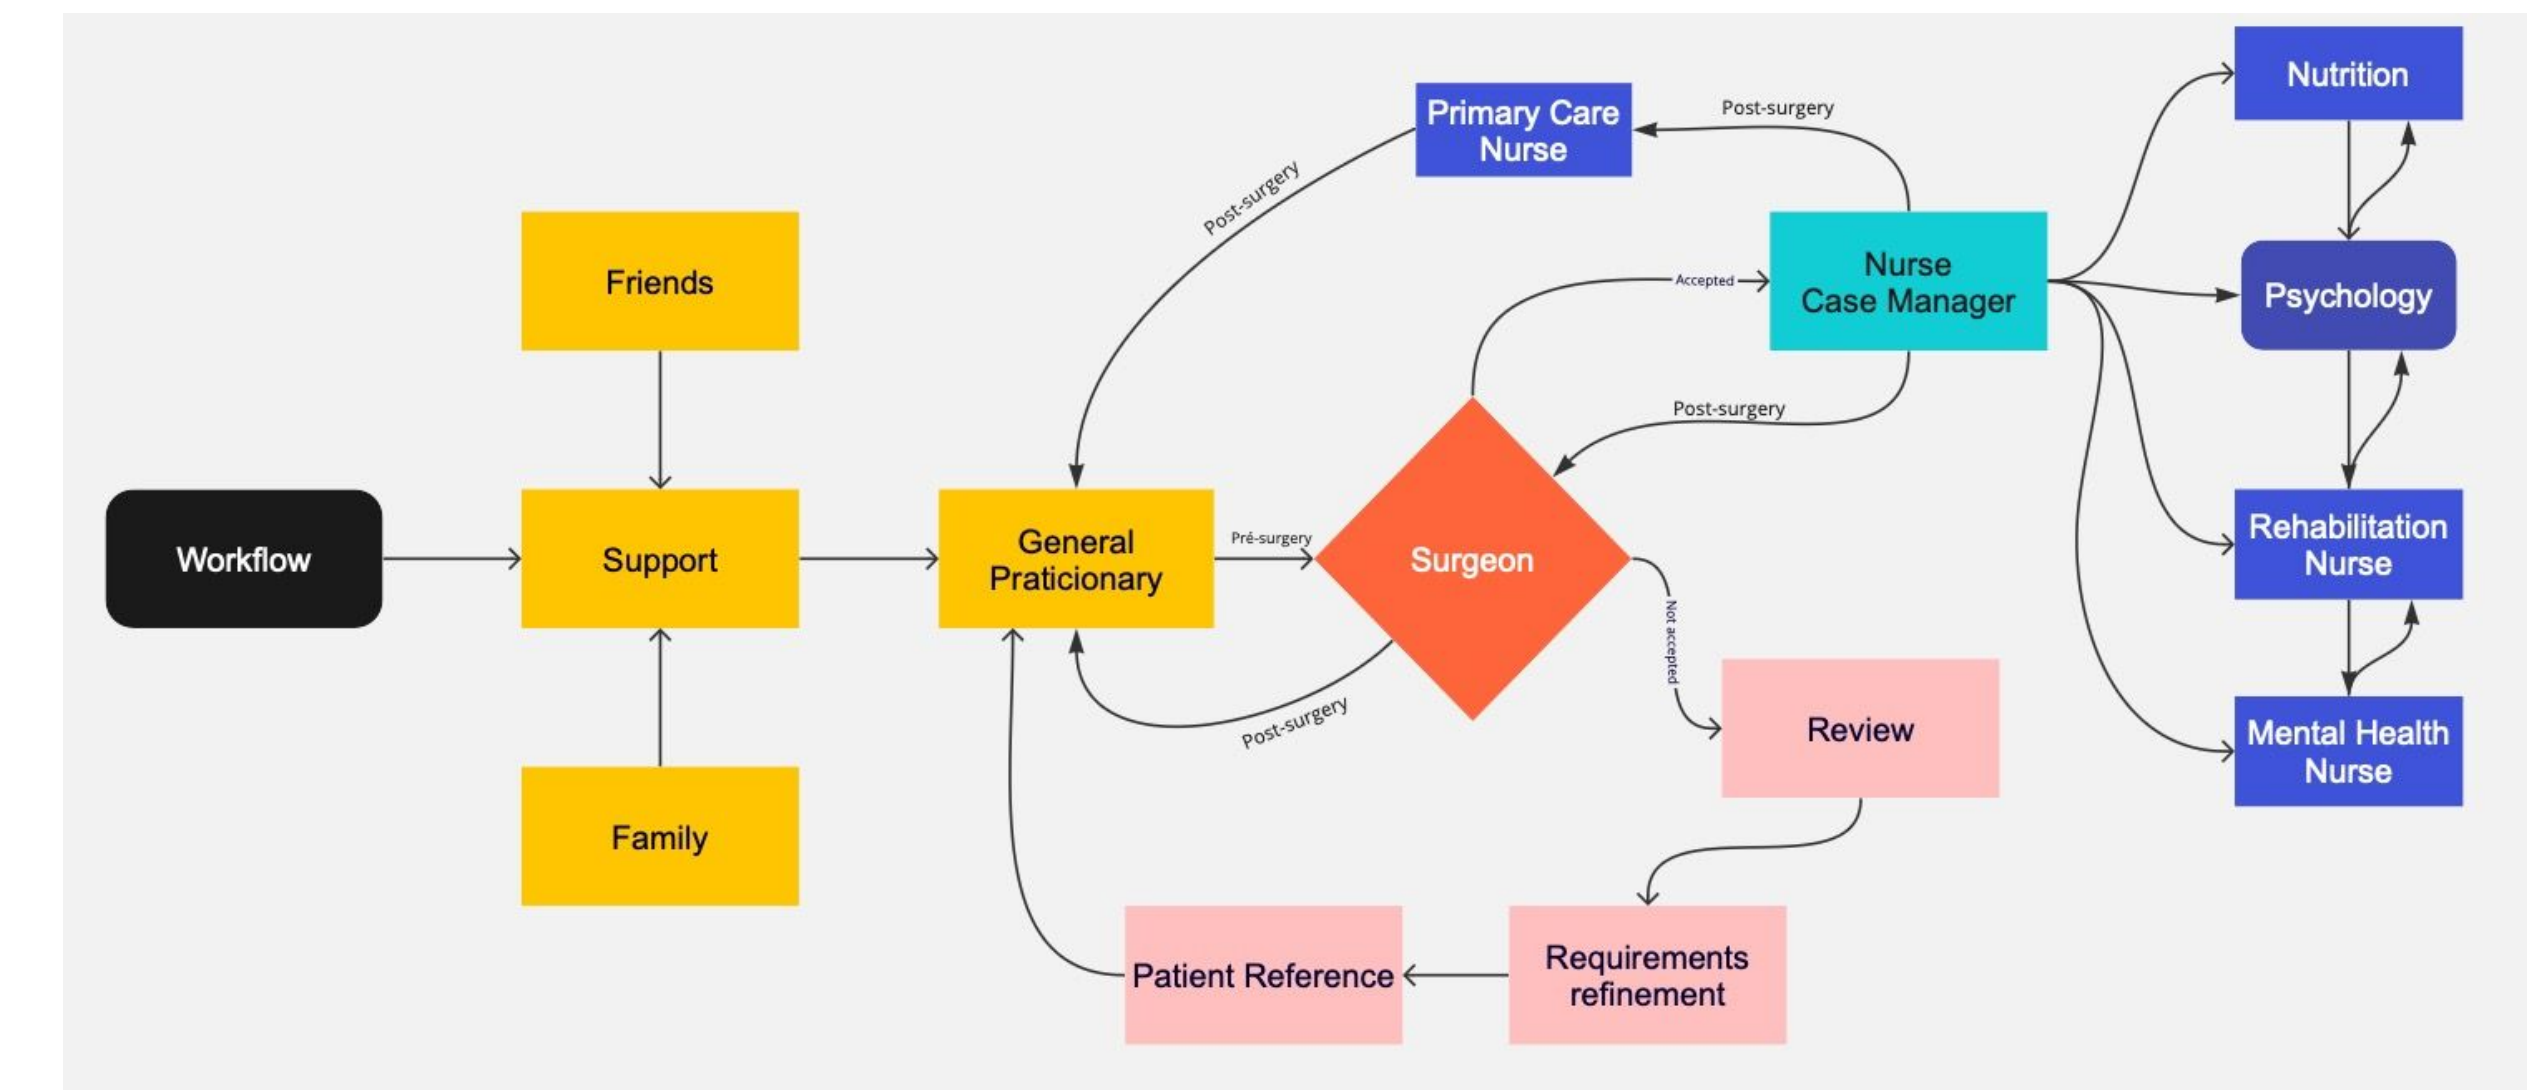 Nutrition
Primary Care
Nurse
Post-surgery
Post-surgery
Friends
Accepted
Nurse
Case Manager
Psychology
Post-surgery
Workflow
Support
General
Praticionary
Pré-surgery
Surgeon
Not accepted
Rehabilitation
Nurse
Post-surgery
Review
Mental Health
Nurse
Family
Patient Reference
Requirements
refinement